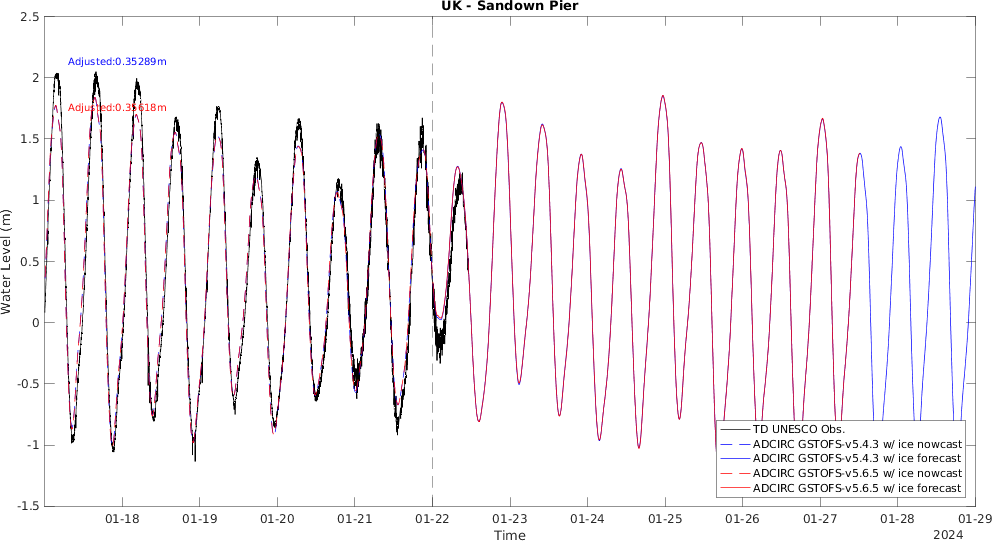 UK - Sandown Pier
2.5
2
1.5
1
0.5
0
-0.5
-1
-1.5
Water Level (m)
Adjusted:0.35289m
Adjusted:0.35618m
TD UNESCO Obs.
ADCIRC GSTOFS-v5.4.3 w/ ice nowcast
ADCIRC GSTOFS-v5.4.3 w/ ice forecast
ADCIRC GSTOFS-v5.6.5 w/ ice nowcast
ADCIRC GSTOFS-v5.6.5 w/ ice forecast
01-18 01-19 01-20 01-21 01-22 01-23 01-24 01-25 01-26 01-27 01-28 01-29
Time
2024